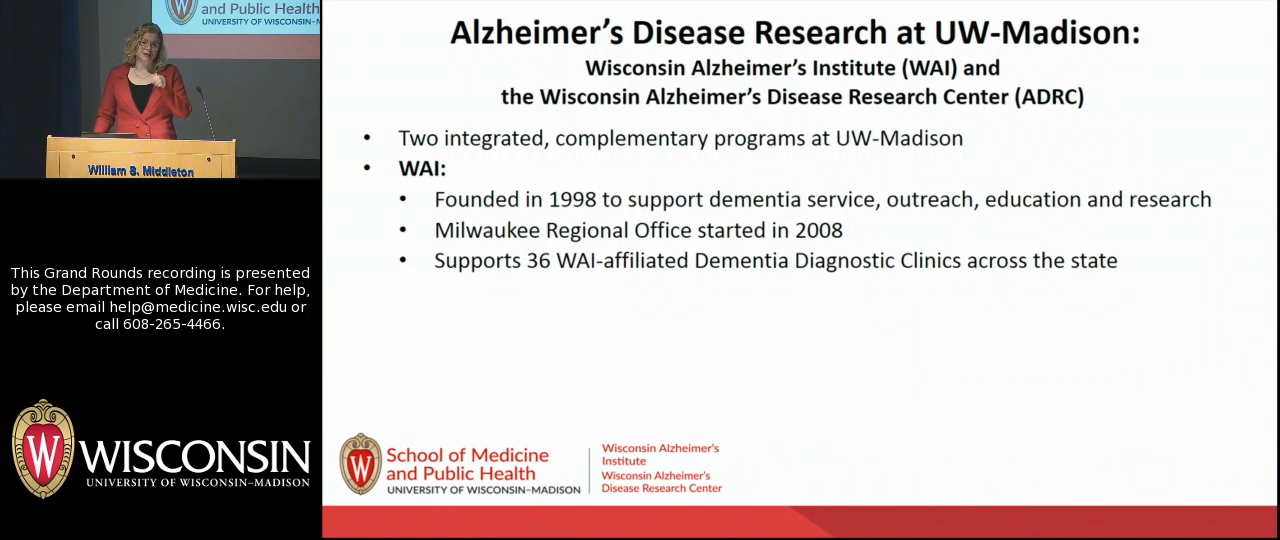 and Public Health
UNIVERSITY OF WISCONSIN–M
William S. Middleton
This Grand Rounds recording is presented
by the Department of Medicine. For help,
please email help@medicine.wisc.edu or
call 608-265-4466.
W
WISCONSIN
UNIVERSITY OF WISCONSIN–MADISON
Alzheimer’s Disease Research at UW-Madison:
Wisconsin Alzheimer’s Institute (WAI) and
the Wisconsin Alzheimer’s Disease Research Center (ADRC)
• Two integrated, complementary programs at UW-Madison
• WAI:
• Founded in 1998 to support dementia service, outreach, education and research
• Milwaukee Regional Office started in 2008
• Supports 36 WAI-affiliated Dementia Diagnostic Clinics across the state
W
School of Medicine
and Public Health
UNIVERSITY OF WISCONSIN–MADISON
Wisconsin Alzheimer’s
Institute
Wisconsin Alzheimer’s
Disease Research Center